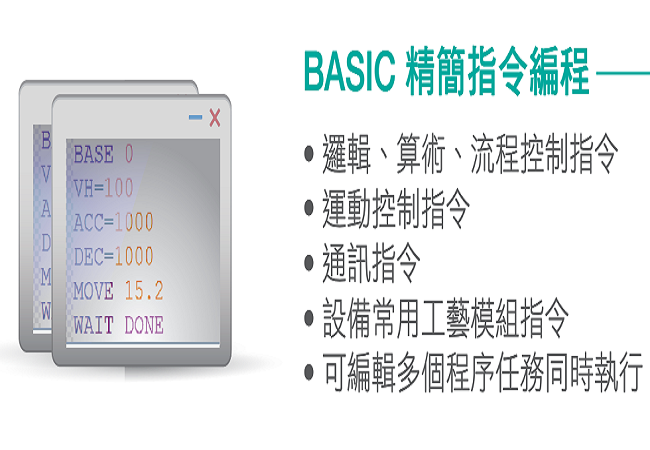 BASIC 精簡指令編程
B
V
A
D
M
W
BASE 0
VH=100
ACC=1000
DEC=1000
MOVE 15.2
WAIT DONE
• 邏輯、算術、流程控制指令
• 運動控制指令
• 通訊指令
• 設備常用工藝模組指令
• 可編輯多個程序任務同時執行